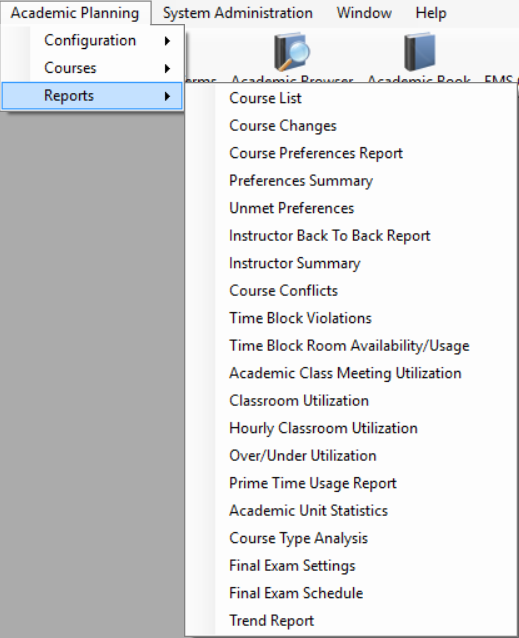 Academic Planning System Administration Window Help
Configuration
Courses
Reports
Academic Browser Academic Book EMS
Course List
Course Changes
Course Preferences Report
Preferences Summary
Unmet Preferences
Instructor Back To Back Report
Instructor Summary
Course Conflicts
Time Block Violations
Time Block Room Availability/Usage
Academic Class Meeting Utilization
Classroom Utilization
Hourly Classroom Utilization
Over/Under Utilization
Prime Time Usage Report
Academic Unit Statistics
Course Type Analysis
Final Exam Settings
Final Exam Schedule
Trend Report